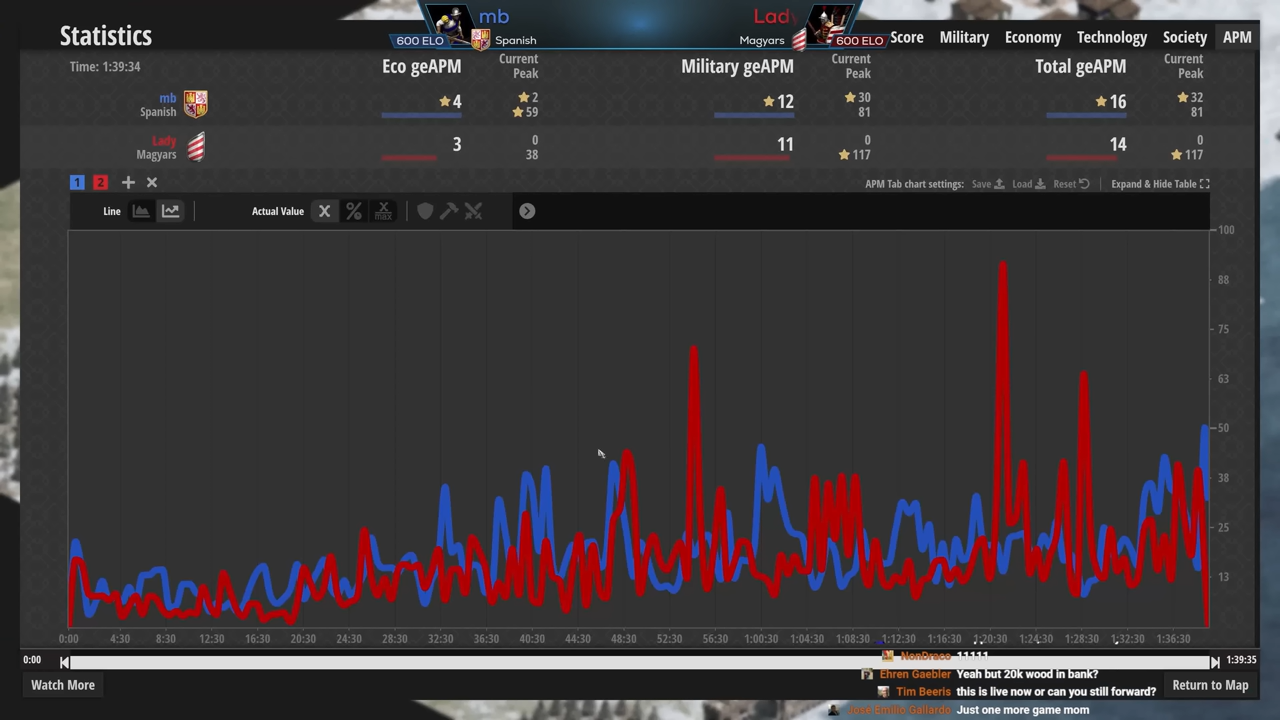 mb
Lady
600 ELO
Spanish
Magyars
600 ELO
Statistics
Score
Military
Economy
Technology
Society
APM
Time: 1:39:34
Eco geAPM
Current
Peak
Military geAPM
Current
Peak
Total geAPM
Current
Peak
mb
Spanish
4
2
59
12
30
81
16
32
81
Lady
Magyars
3
0
38
11
0
117
14
0
117
1
2
APM Tab chart settings:
Save
Load
Reset
Expand & Hide Table
Line
Actual Value
X
%
X
max
100
88
75
63
50
38
25
13
0:00
4:30
8:30
12:30
16:30
20:30
24:30
28:30
32:30
36:30
40:30
44:30
48:30
52:30
56:30
1:00:30
1:04:30
1:08:30
1:12:30
1:16:30
1:20:30
1:24:30
1:28:30
1:32:30
1:36:30
0:00
1:39:35
NonDraco 11111
Ehren Gaebler Yeah but 20k wood in bank?
Tim Beeris this is live now or can you still forward?
José Emilio Gallardo Just one more game mom
Watch More
Return to Map